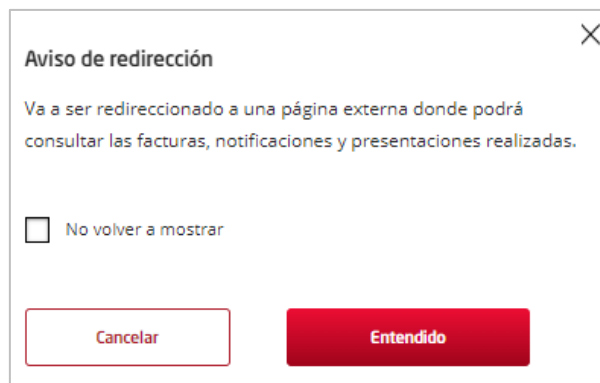 Aviso de redirección
Va a ser redireccionado a una página externa donde podrá
consultar las facturas, notificaciones y presentaciones realizadas.
No volver a mostrar
Cancelar
Entendido